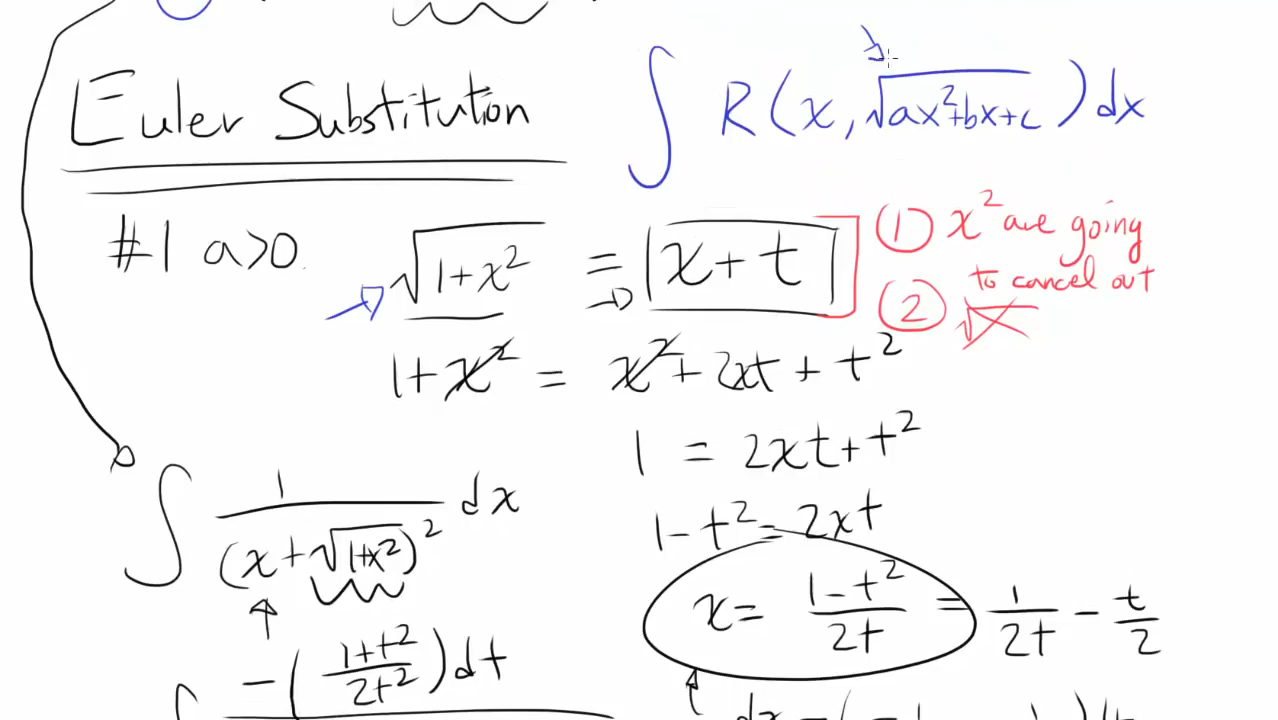 Euler Substitution
∫ R(x, √ax²+bx+c) dx
#1 a>0
√1+x² = x+t
① x² are going
to cancel out
② √
1+x² = x²+2xt+t²
1 = 2xt+t²
1-t² = 2xt
∫ 1/(x+√1+x²)² dx
x = (1-t²)/2t = 1/2t - t/2
-((1+t²)/2t²) dt